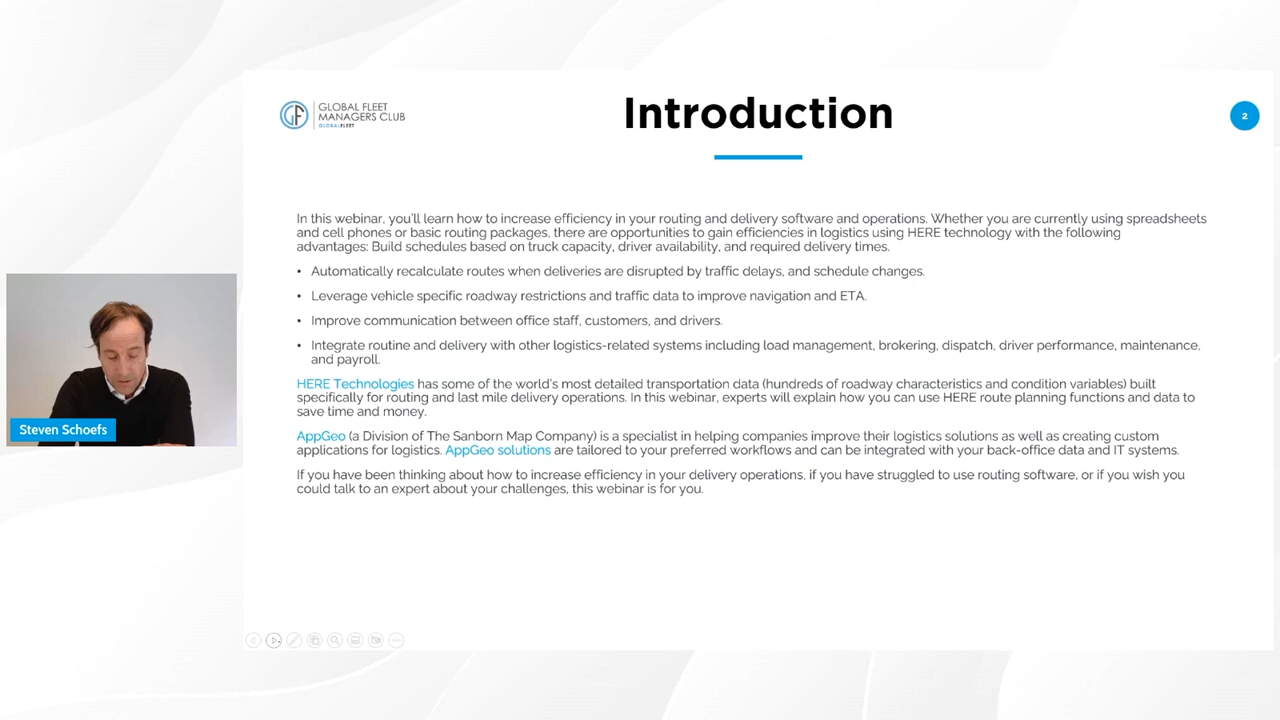 GLOBAL FLEET
MANAGERS CLUB
GLOBALFLEET
Introduction
2
In this webinar, you'll learn how to increase efficiency in your routing and delivery software and operations. Whether you are currently using spreadsheets
and cell phones or basic routing packages, there are opportunities to gain efficiencies in logistics using HERE technology with the following
advantages: Build schedules based on truck capacity, driver availability, and required delivery times.
• Automatically recalculate routes when deliveries are disrupted by traffic delays, and schedule changes.
• Leverage vehicle specific roadway restrictions and traffic data to improve navigation and ETA.
• Improve communication between office staff, customers, and drivers.
• Integrate routine and delivery with other logistics-related systems including load management, brokering, dispatch, driver performance, maintenance,
and payroll.
HERE Technologies has some of the world's most detailed transportation data (hundreds of roadway characteristics and condition variables) built
specifically for routing and last mile delivery operations. In this webinar, experts will explain how you can use HERE route planning functions and data to
save time and money.
AppGeo (a Division of The Sanborn Map Company) is a specialist in helping companies improve their logistics solutions as well as creating custom
applications for logistics. AppGeo solutions are tailored to your preferred workflows and can be integrated with your back-office data and IT systems.
If you have been thinking about how to increase efficiency in your delivery operations, if you have struggled to use routing software, or if you wish you
could talk to an expert about your challenges, this webinar is for you.
Steven Schoefs